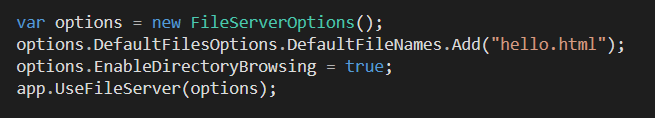 var options = new FileServerOptions();
options.DefaultFilesOptions.DefaultFileNames.Add("hello.html");
options.EnableDirectoryBrowsing = true;
app.UseFileServer(options);